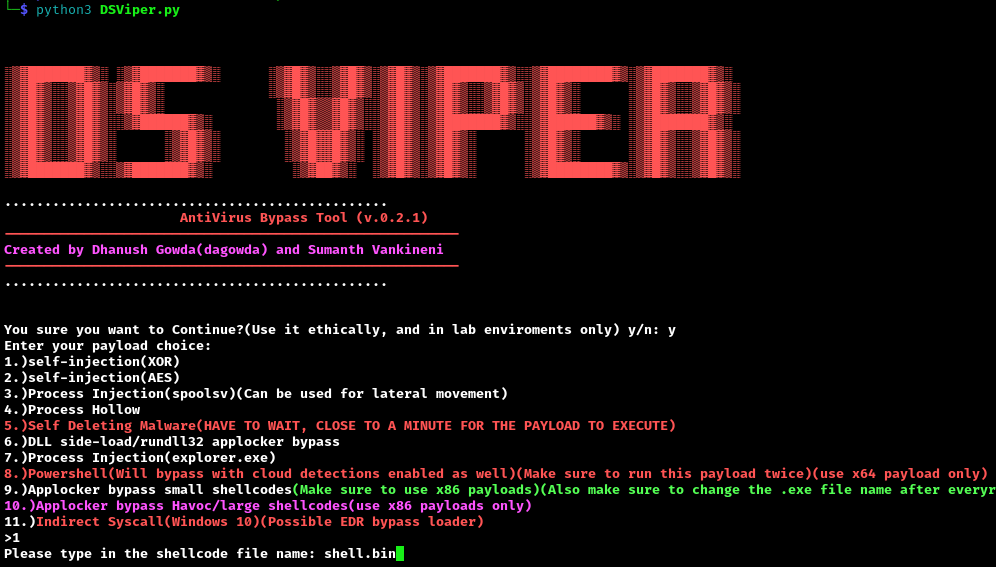 └─$ python3 DSViper.py
DS VIPER
................................................
AntiVirus Bypass Tool (v.0.2.1)
Created by Dhanush Gowda(dagowda) and Sumanth Vankineni
................................................
You sure you want to Continue?(Use it ethically, and in lab enviroments only) y/n: y
Enter your payload choice:
1.)self-injection(XOR)
2.)self-injection(AES)
3.)Process Injection(spoolsv)(Can be used for lateral movement)
4.)Process Hollow
5.)Self Deleting Malware(HAVE TO WAIT, CLOSE TO A MINUTE FOR THE PAYLOAD TO EXECUTE)
6.)DLL side-load/rundll32 applocker bypass
7.)Process Injection(explorer.exe)
8.)Powershell(Will bypass with cloud detections enabled as well)(Make sure to run this payload twice)(use x64 payload only)
9.)Applocker bypass small shellcodes(Make sure to use x86 payloads)(Also make sure to change the .exe file name after everyr
10.)Applocker bypass Havoc/large shellcodes(use x86 payloads only)
11.)Indirect Syscall(Windows 10)(Possible EDR bypass loader)
>1
Please type in the shellcode file name: shell.bin